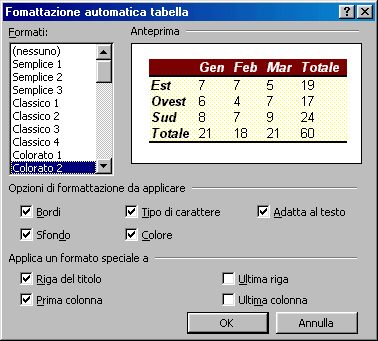 Fomattazione automatica tabella
Formati:
Anteprima
(nessuno)
Semplice 1
Semplice 2
Semplice 3
Classico 1
Classico 2
Classico 3
Classico 4
Colorato 1
Colorato 2
Gen Feb Mar Totale
Est 7 7 5 19
Ovest 6 4 7 17
Sud 8 7 9 24
Totale 21 18 21 60
Opzioni di formattazione da applicare
Bordi Tipo di carattere Adatta al testo
Sfondo Colore
Applica un formato speciale a
Riga del titolo Ultima riga
Prima colonna Ultima colonna
OK Annulla